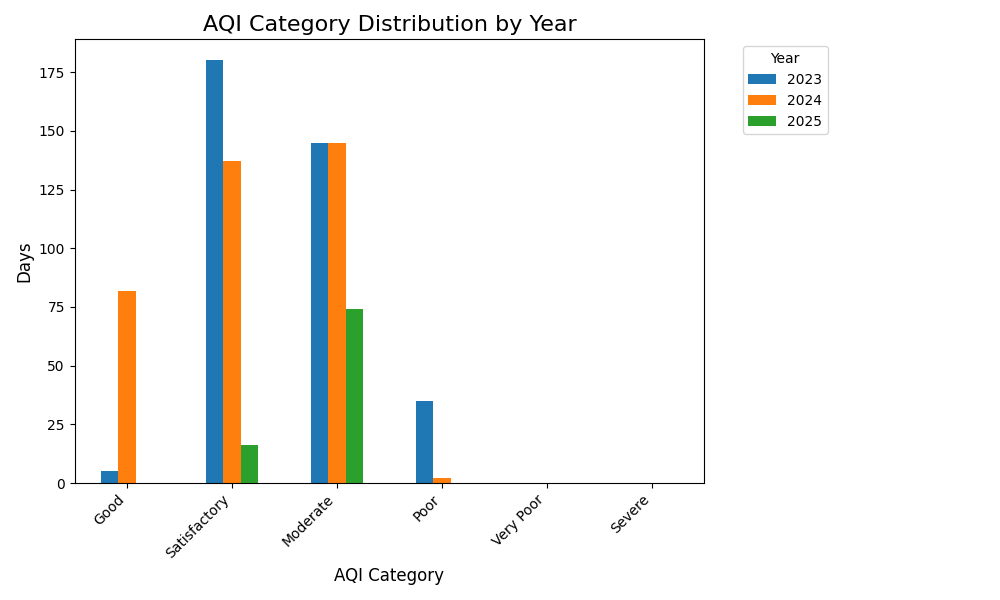 AQI Category Distribution by Year
Year
2023
2024
2025
Days
175
150
125
100
75
50
25
0
Good
Satisfactory
Moderate
Poor
Very Poor
Severe
AQI Category